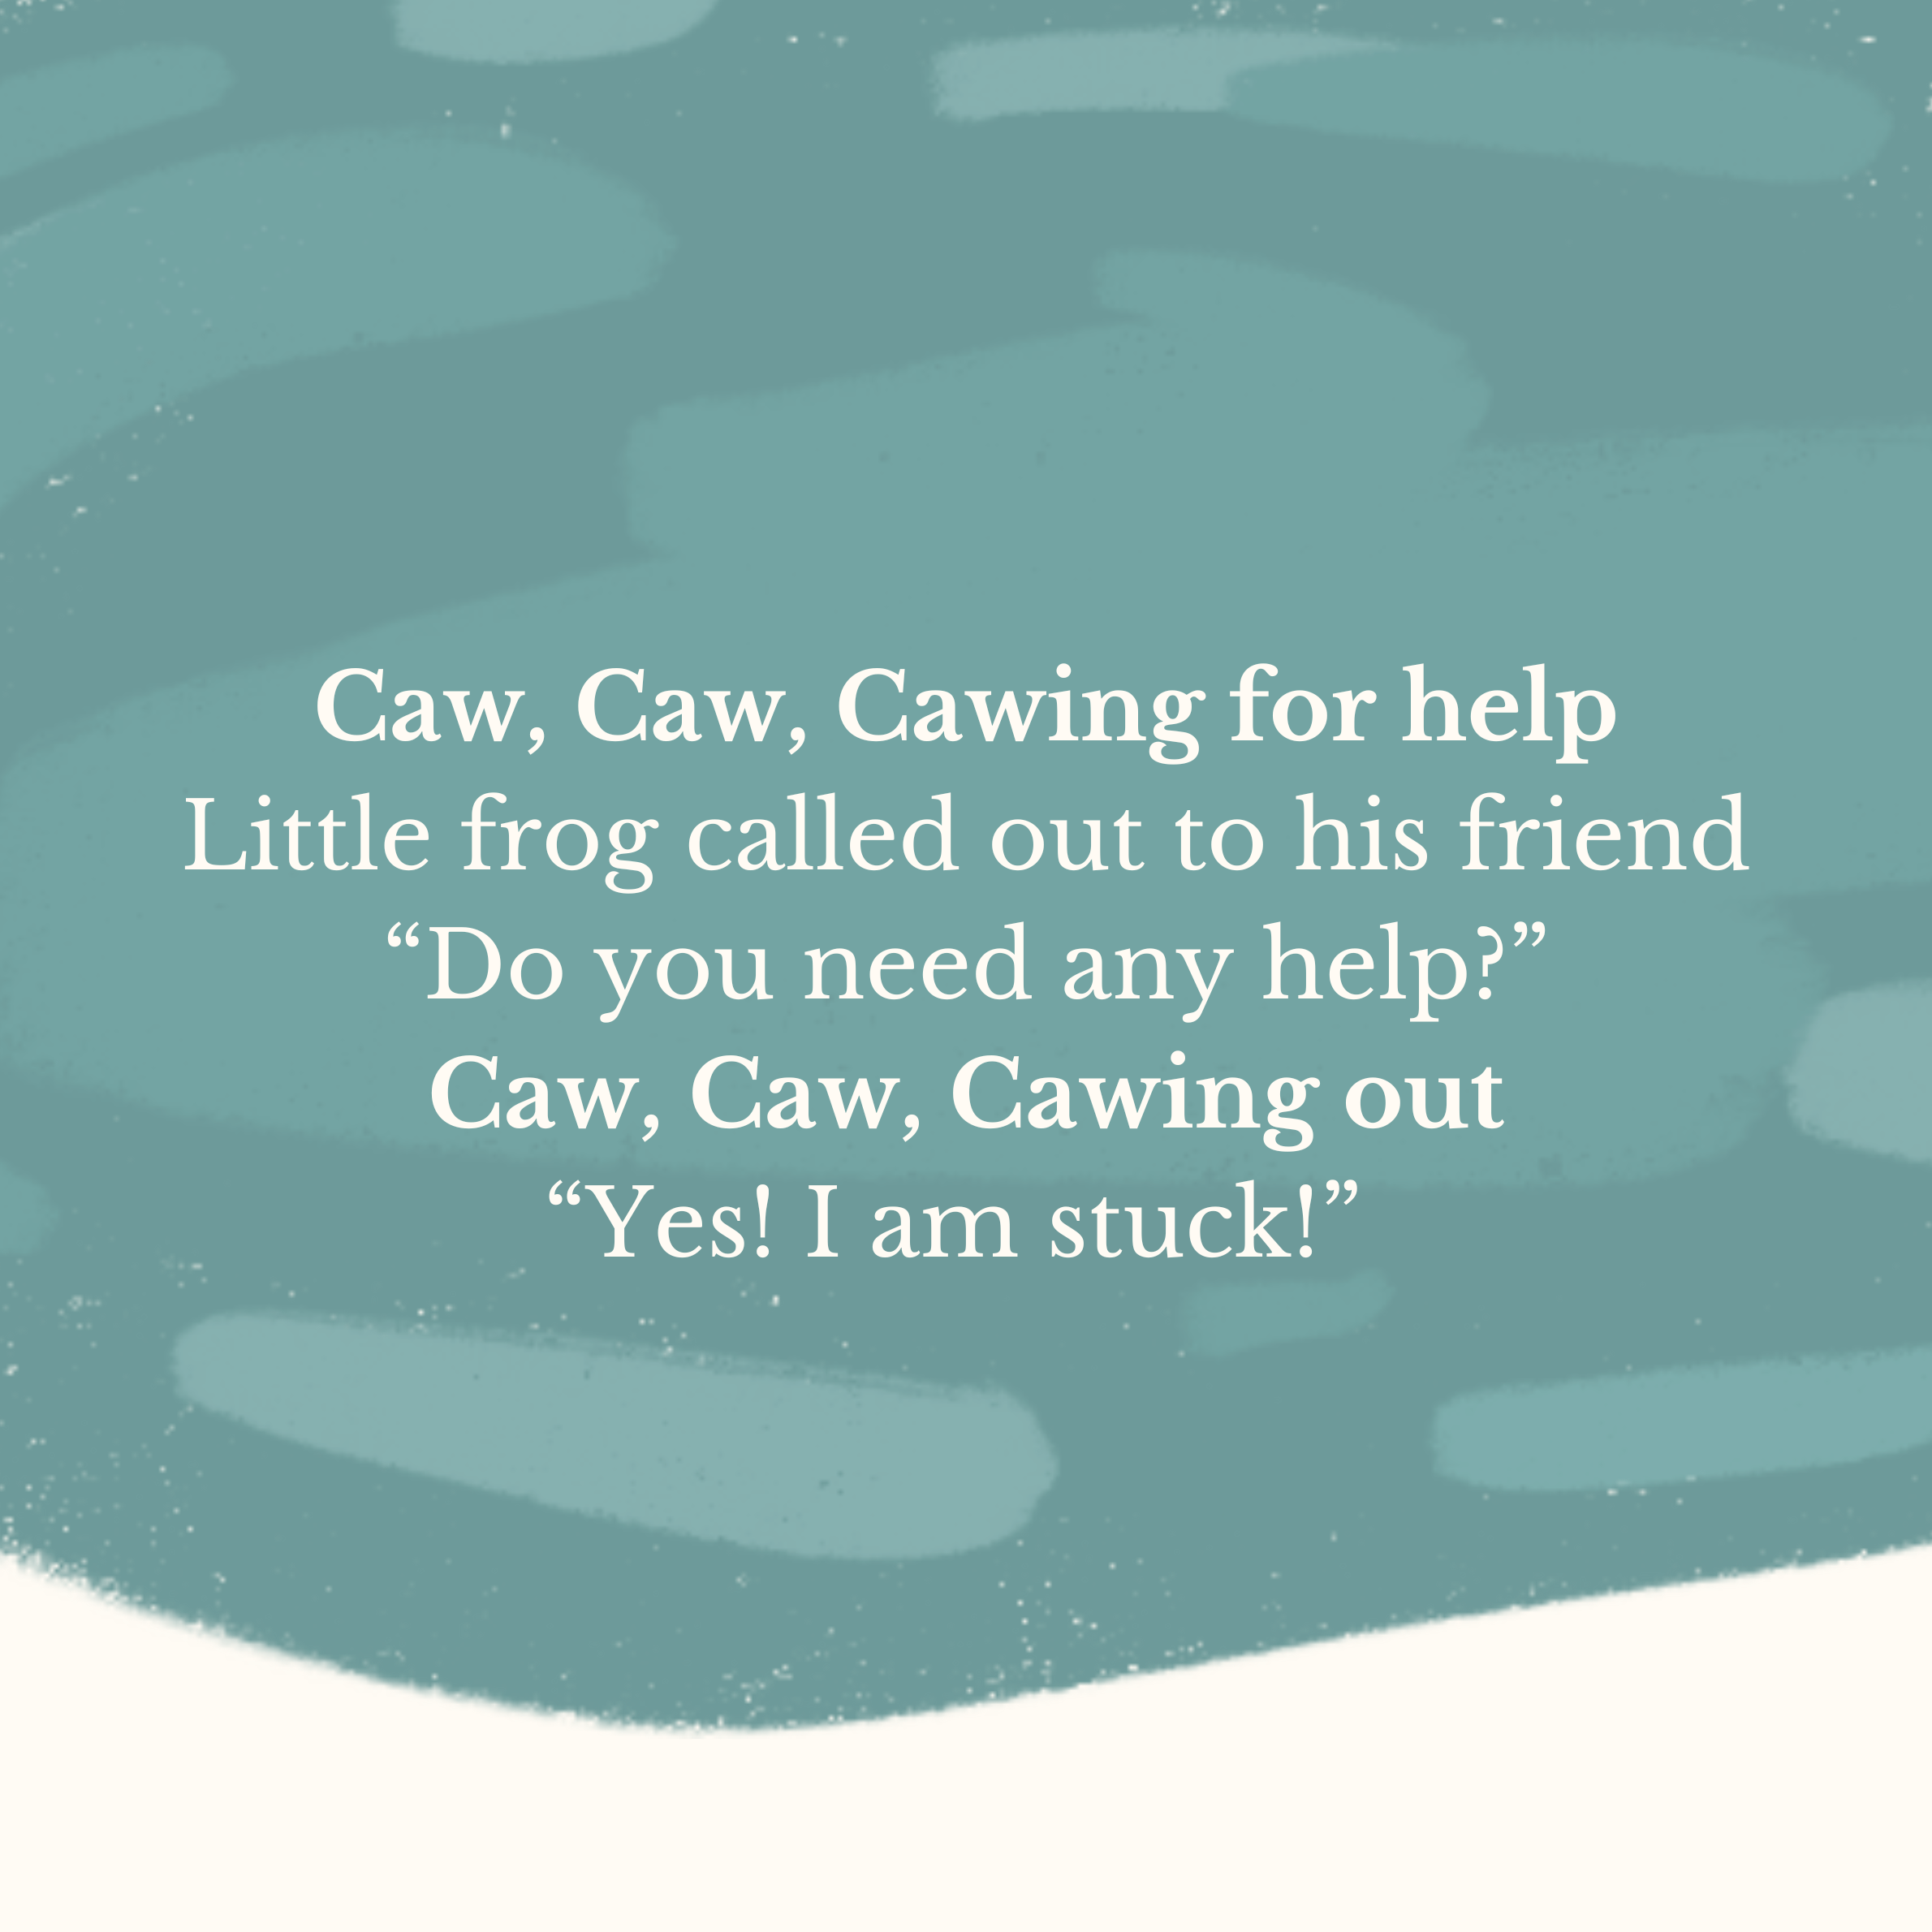 Caw, Caw, Cawing for help
Little frog called out to his friend
“Do you need any help?”
Caw, Caw, Cawing out
“Yes! I am stuck!”